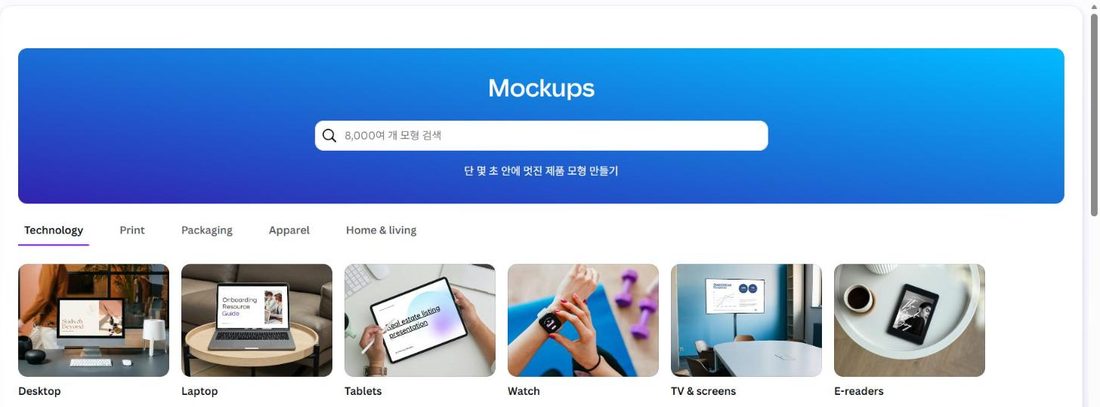 Mockups
8,000여 개 모형 검색
단 몇 초 안에 멋진 제품 모형 만들기
Technology
Print
Packaging
Apparel
Home & living
Onboarding
Resource
Guide
Real estate listing
presentation
Desktop
Laptop
Tablets
Watch
TV & screens
E-readers